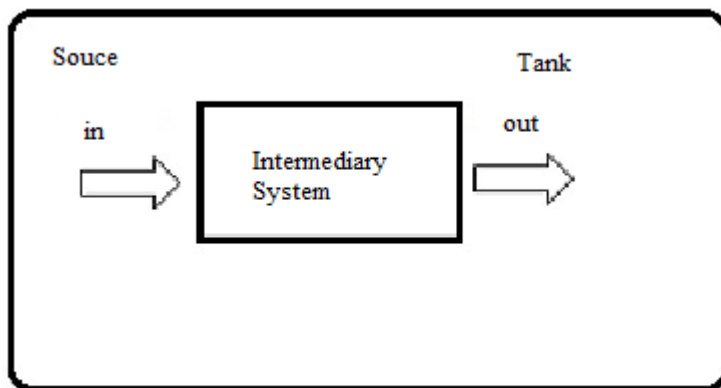 Souce
Tank
in
out
Intermediary
System